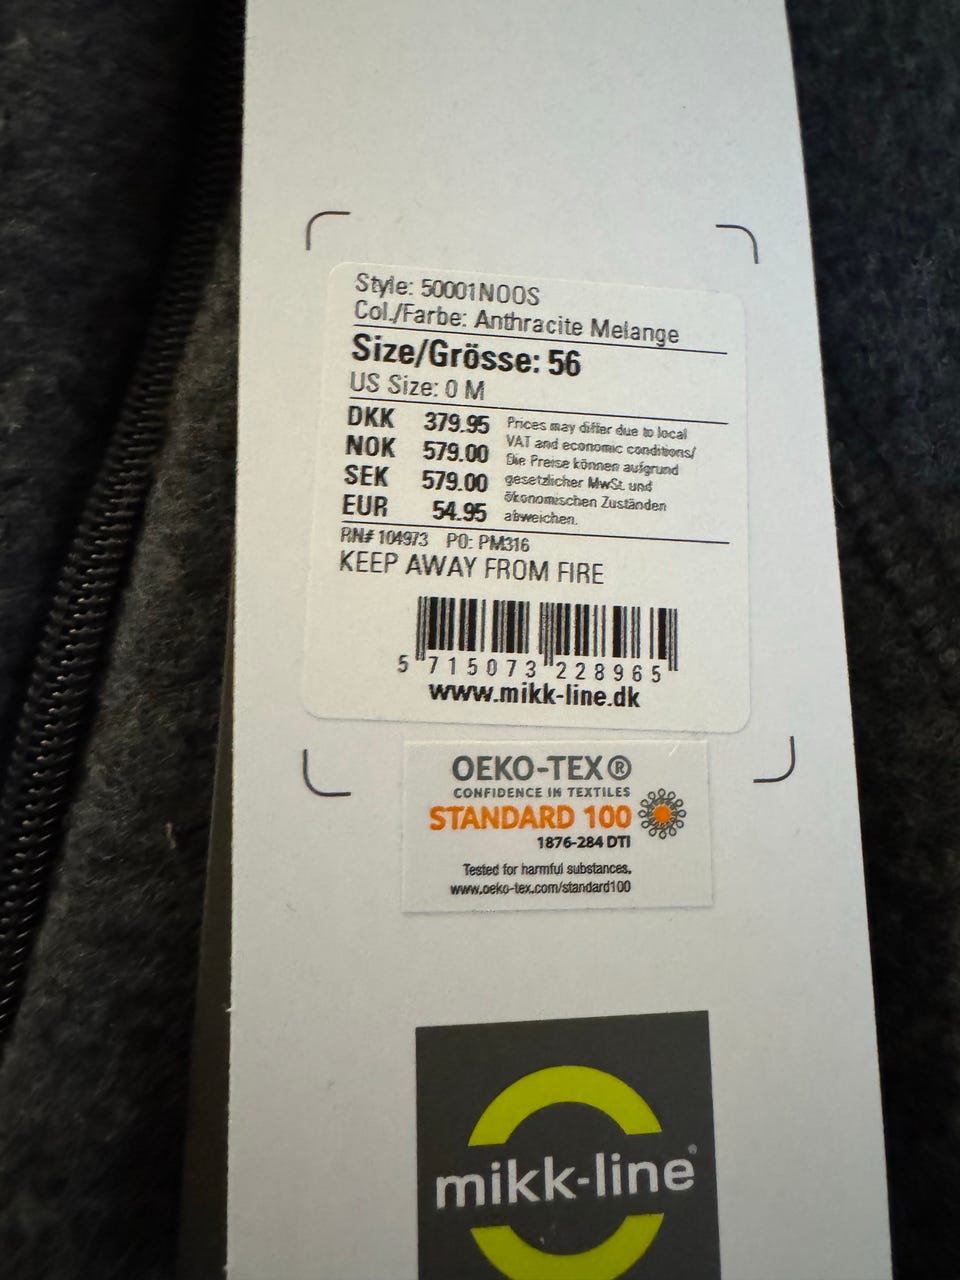 Style: 50001NOOS
Col./Farbe: Anthracite Melange
Size/Grösse: 56
US Size: 0 M
DKK 379.95
NOK 579.00
SEK 579.00
EUR 54.95
Prices may differ due to local
VAT and economic conditions/
Die Preise können aufgrund
gesetzlicher MwSt. und
ökonomischen Zuständen
abweichen.
RN# 104973 PO: PM316
KEEP AWAY FROM FIRE
5 715073 228965
www.mikk-line.dk
OEKO-TEX®
CONFIDENCE IN TEXTILES
STANDARD 100
1876-284 DTI
Tested for harmful substances.
www.oeko-tex.com/standard100
mikk-line®